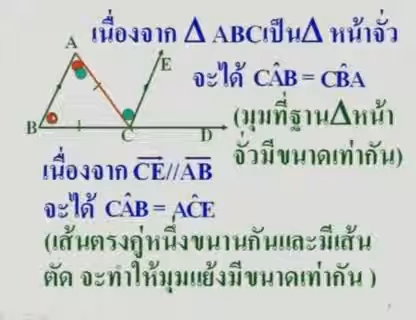 เนื่องจาก Δ ABCเป็นΔ หน้าจั่ว
A
E
จะได้ CÂB = CB̂A
B
C
D
(มุมที่ฐานΔหน้า
จั่วมีขนาดเท่ากัน)
เนื่องจาก CE//AB
จะได้ CÂB = AĈE
(เส้นตรงคู่หนึ่งขนานกันและมีเส้น
ตัด จะทำให้มุมแย้งมีขนาดเท่ากัน )